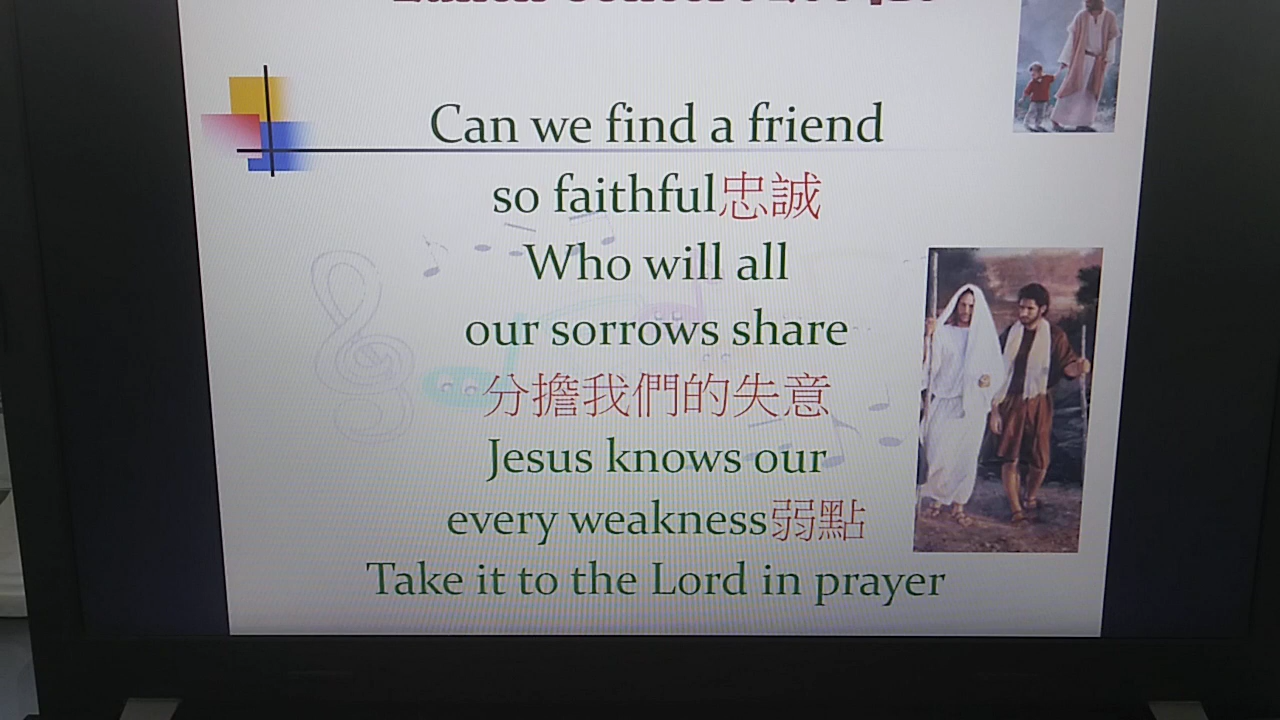 Can we find a friend
so faithful忠誠
Who will all
our sorrows share
分擔我們的失意
Jesus knows our
every weakness弱點
Take it to the Lord in prayer